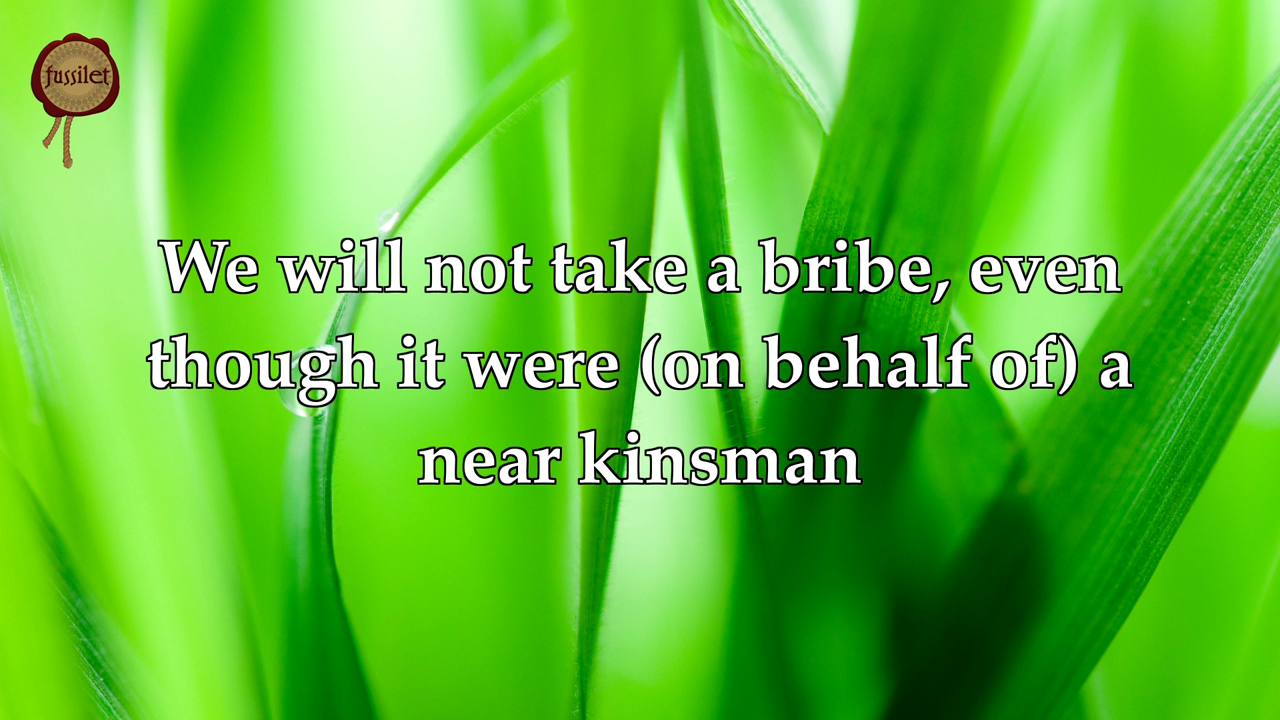 fussilet
We will not take a bribe, even
though it were (on behalf of) a
near kinsman